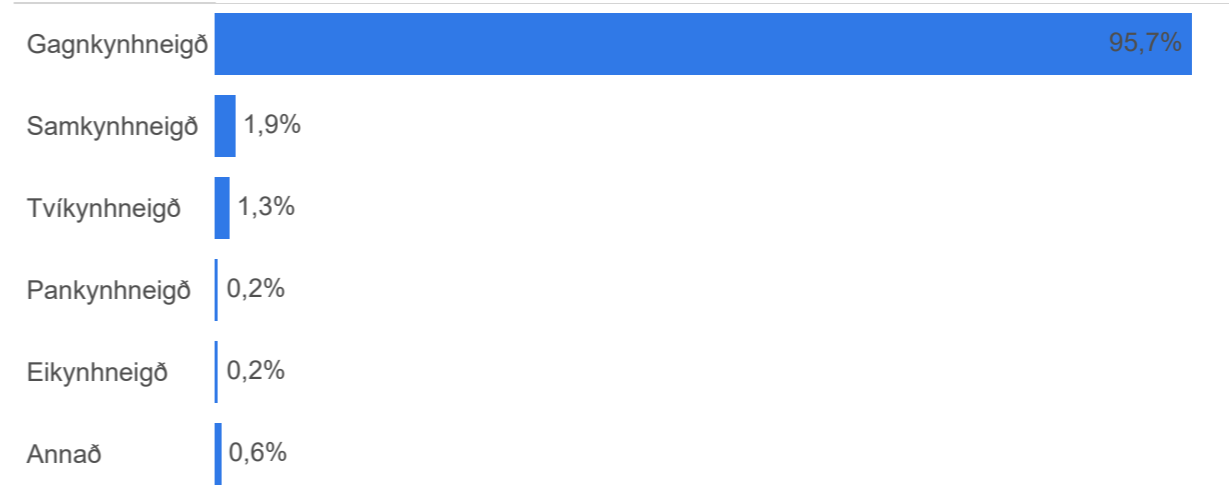 Gagnkynhneigð 95,7%
Samkynhneigð 1,9%
Tvíkynhneigð 1,3%
Pankynhneigð 0,2%
Eikynhneigð 0,2%
Annað 0,6%